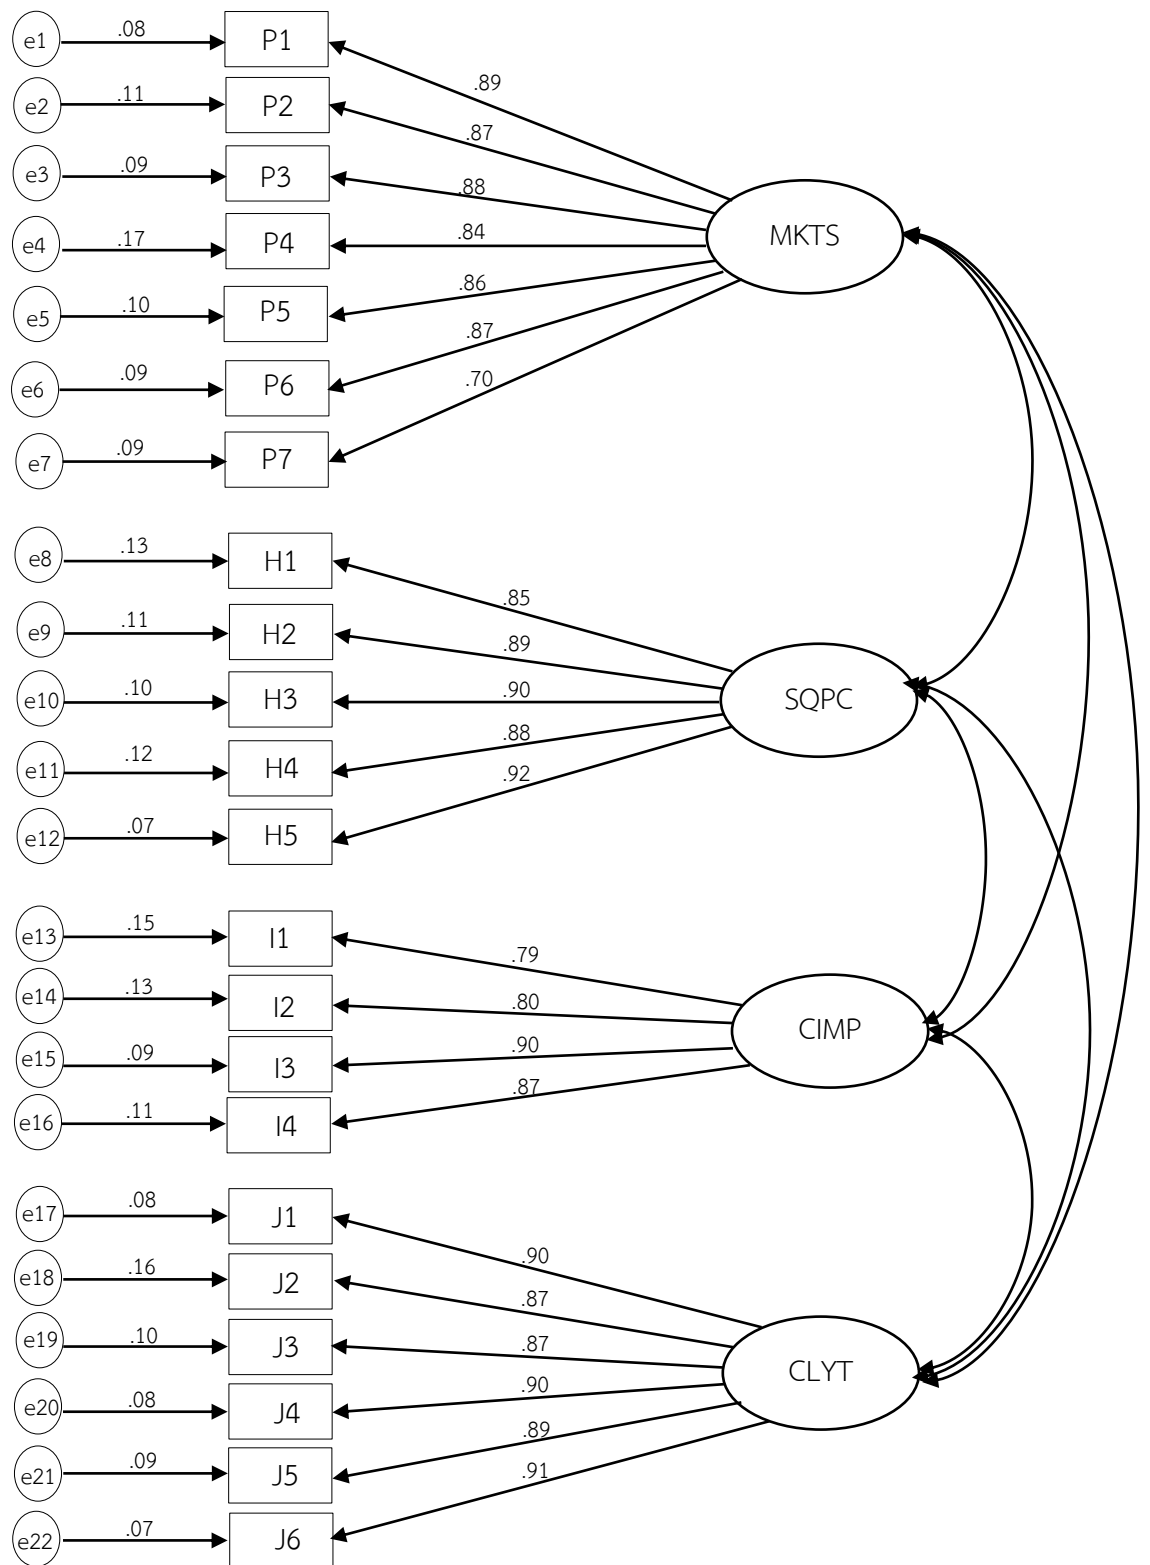 e1 .08 P1 .89
e2 .11 P2 .87
e3 .09 P3 .88
MKTS
e4 .17 P4 .84
e5 .10 P5 .86
e6 .09 P6 .87
e7 .09 P7 .70
e8 .13 H1 .85
e9 .11 H2 .89
e10 .10 H3 .90 SQPC
e11 .12 H4 .88
e12 .07 H5 .92
e13 .15 I1 .79
e14 .13 I2 .80
CIMP
e15 .09 I3 .90
e16 .11 I4 .87
e17 .08 J1 .90
e18 .16 J2 .87
e19 .10 J3 .87
CLYT
e20 .08 J4 .90
e21 .09 J5 .89
e22 .07 J6 .91